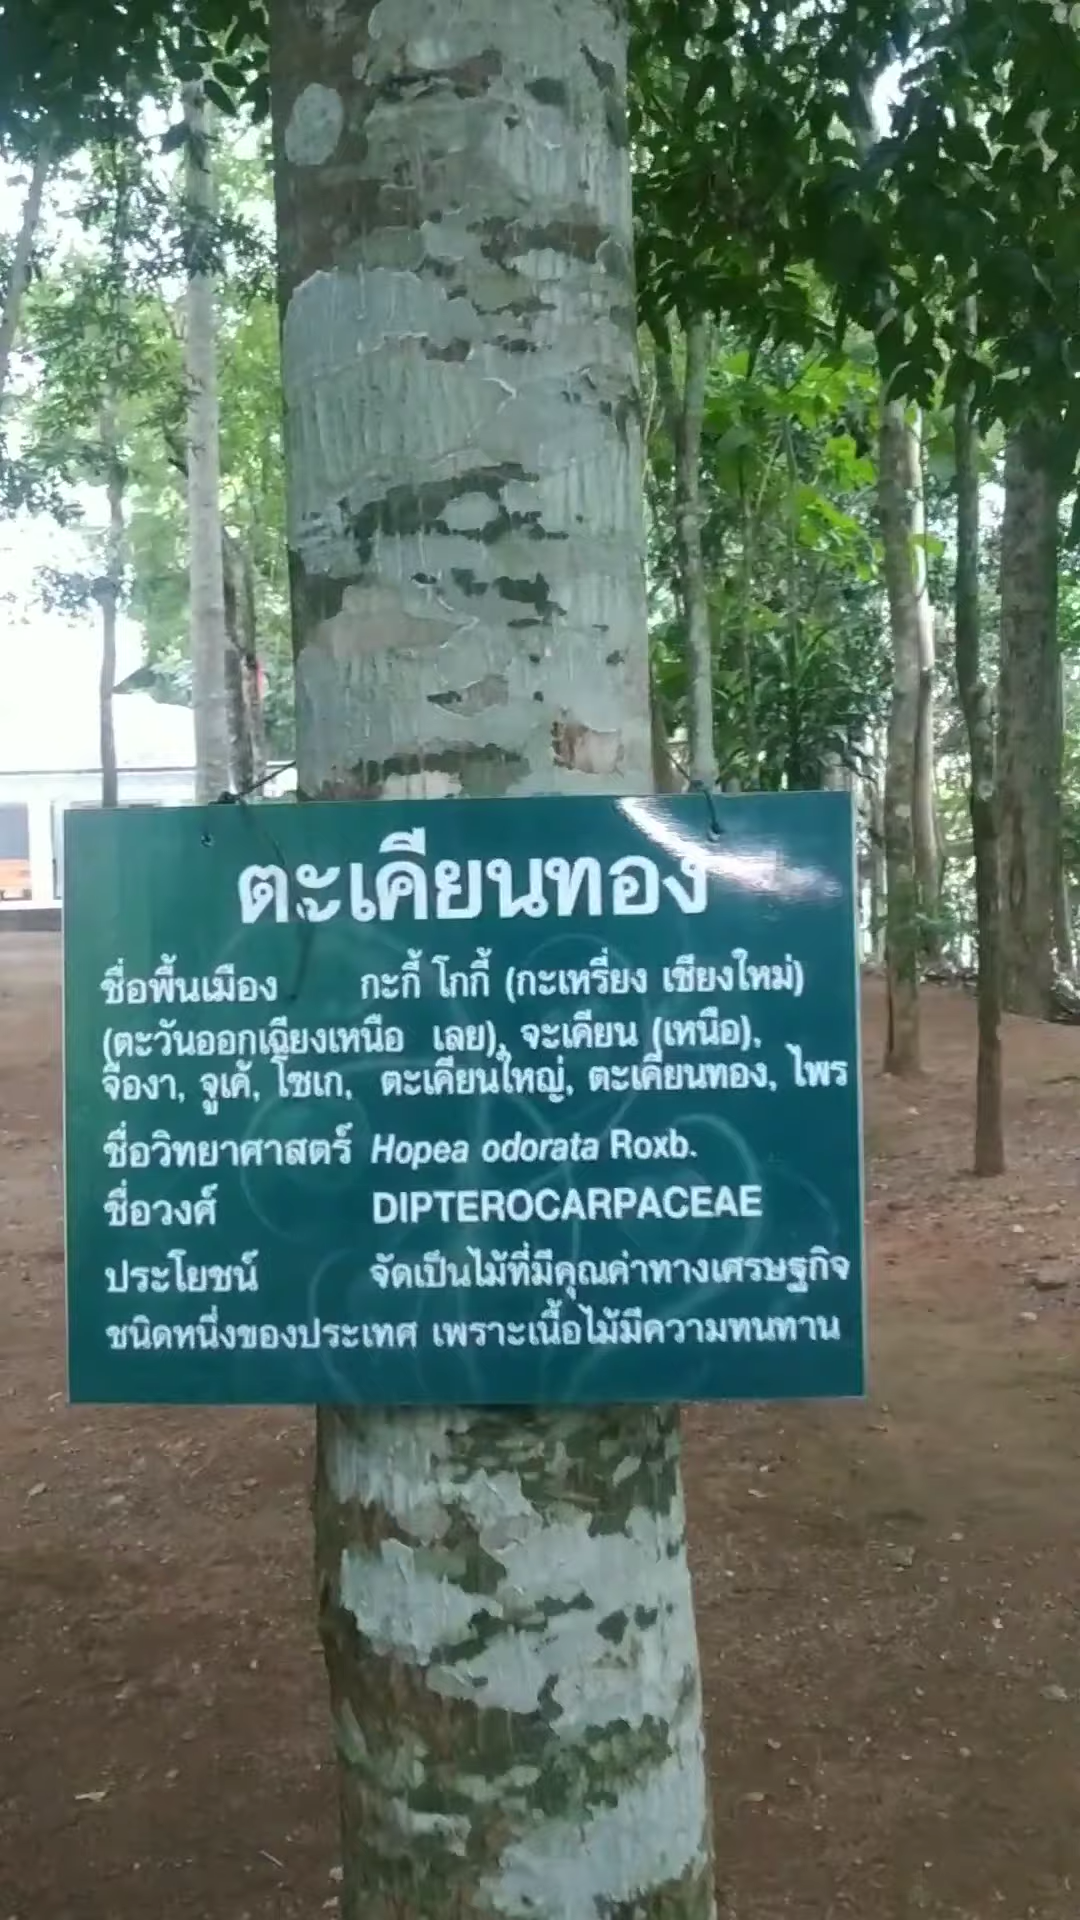 ตะเคียนทอง
ชื่อพื้นเมือง กะกี้ โกกี้ (กะเหรี่ยง เชียงใหม่)
(ตะวันออกเฉียงเหนือ เลย), จะเคียน (เหนือ),
จืองา, จูเค้, โซเก, ตะเคียนใหญ่, ตะเคียนทอง, ไพร
ชื่อวิทยาศาสตร์ Hopea odorata Roxb.
ชื่อวงศ์ DIPTEROCARPACEAE
ประโยชน์ จัดเป็นไม้ที่มีคุณค่าทางเศรษฐกิจ
ชนิดหนึ่งของประเทศ เพราะเนื้อไม้มีความทนทาน